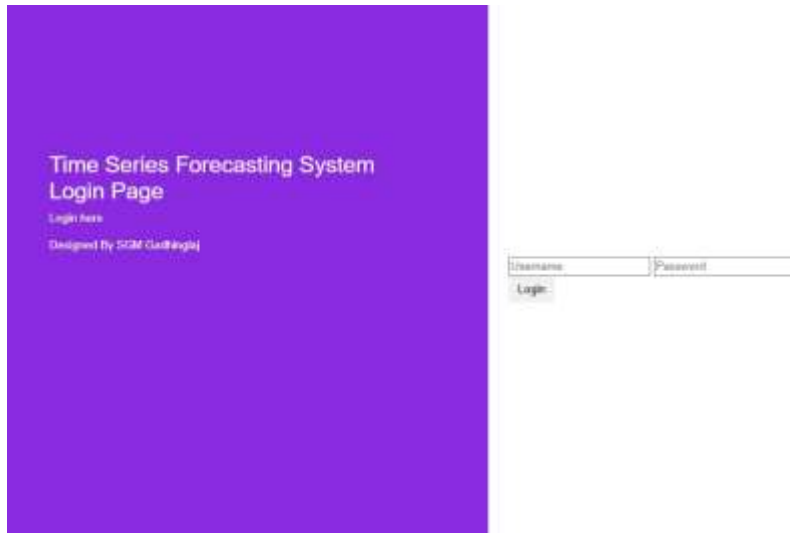 Time Series Forecasting System
Login Page
Login here
Designed By SGM Gadhinglaj
Username Password
Login